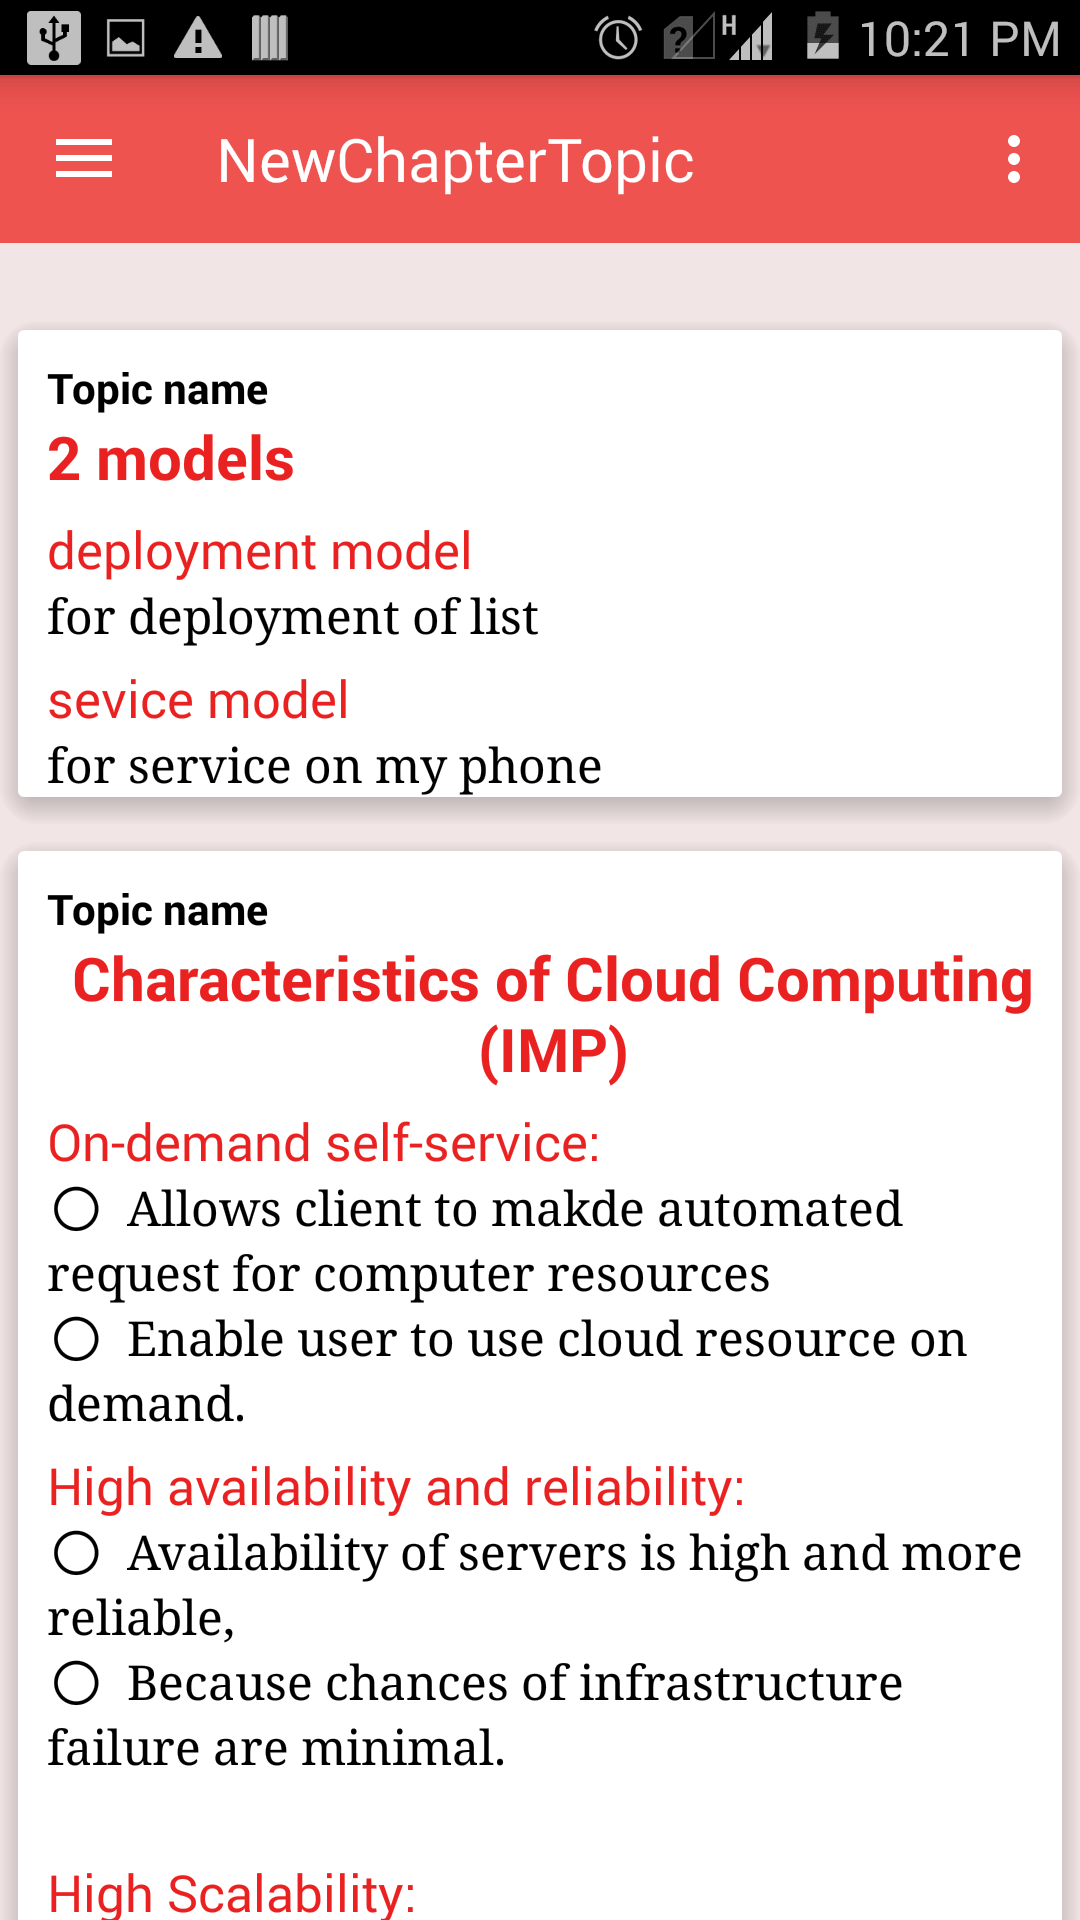 H 10:21 PM
NewChapterTopic
Topic name
2 models
deployment model
for deployment of list
sevice model
for service on my phone
Topic name
Characteristics of Cloud Computing
(IMP)
On-demand self-service:
○ Allows client to makde automated
request for computer resources
○ Enable user to use cloud resource on
demand.
High availability and reliability:
○ Availability of servers is high and more
reliable,
○ Because chances of infrastructure
failure are minimal.
High Scalability: